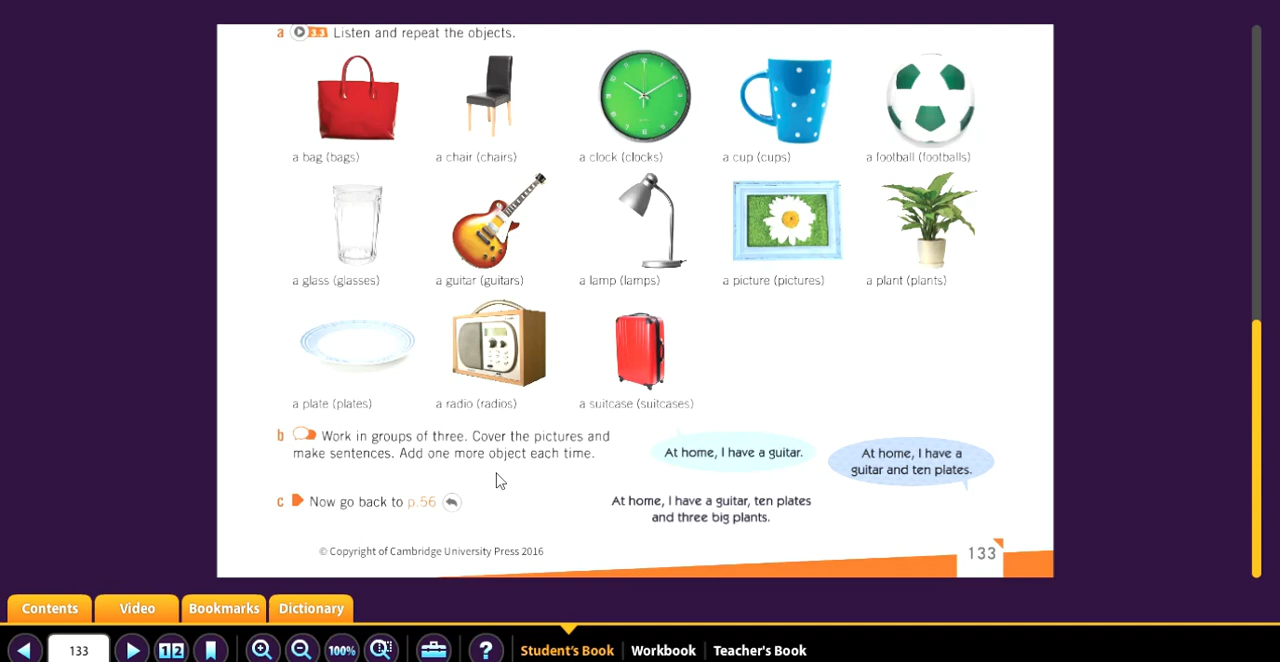 a 3.3 Listen and repeat the objects.
a bag (bags)
a chair (chairs)
a clock (clocks)
a cup (cups)
a football (footballs)
a glass (glasses)
a guitar (guitars)
a lamp (lamps)
a picture (pictures)
a plant (plants)
a plate (plates)
a radio (radios)
a suitcase (suitcases)
b Work in groups of three. Cover the pictures and
make sentences. Add one more object each time.
At home, I have a guitar.
At home, I have a
guitar and ten plates.
At home, I have a guitar, ten plates
and three big plants.
c Now go back to p.56
© Copyright of Cambridge University Press 2016
133
Contents
Video
Bookmarks
Dictionary
133
12
100%
?
Student's Book
Workbook
Teacher's Book